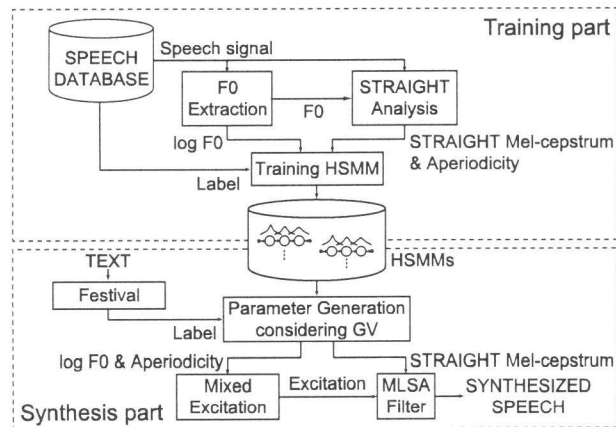 Training part
SPEECH
DATABASE
Speech signal
F0
Extraction
F0
STRAIGHT
Analysis
log F0
STRAIGHT Mel-cepstrum
& Aperiodicity
Label
Training HSMM
HSMMs
TEXT
Festival
Label
Parameter Generation
considering GV
log F0 & Aperiodicity
STRAIGHT Mel-cepstrum
Mixed
Excitation
Excitation
MLSA
Filter
SYNTHESIZED
SPEECH
Synthesis part